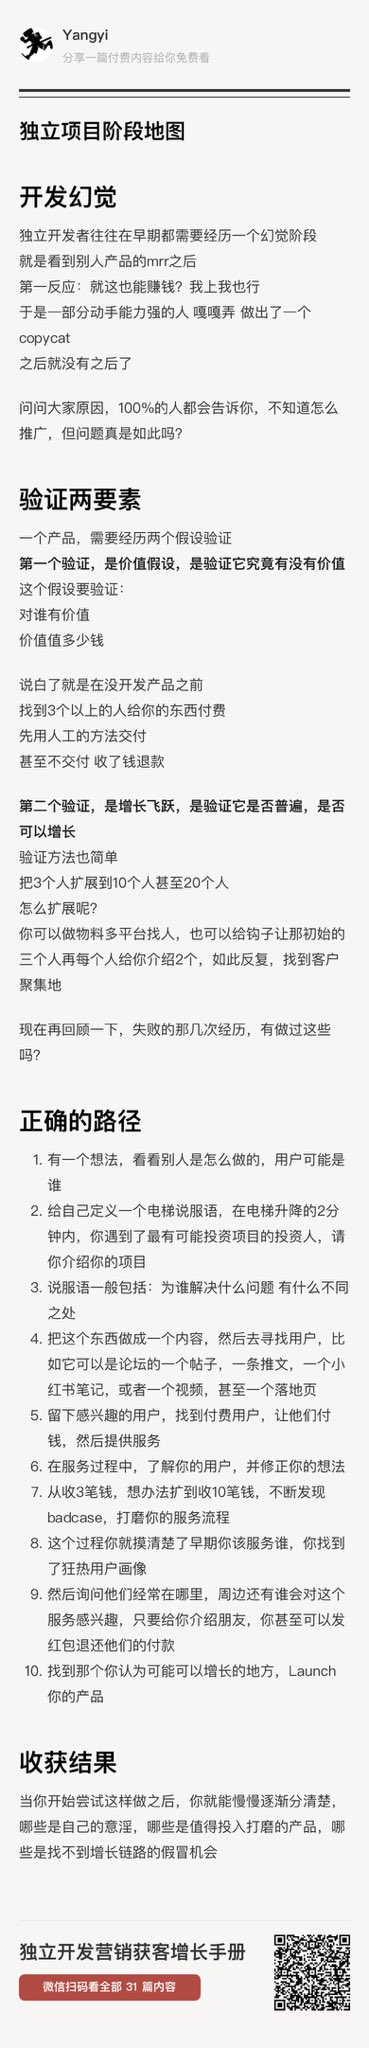 Yangyi
分享一篇付费内容给你免费看
独立项目阶段地图
开发幻觉
独立开发者往往在早期都需要经历一个幻觉阶段
就是看到别人产品的mrr之后
第一反应：就这也能赚钱？我上我也行
于是一部分动手能力强的人 嘎嘎弄 做出了一个
copycat
之后就没有之后了
问问大家原因，100%的人都会告诉你，不知道怎么
推广，但问题真是如此吗？
验证两要素
一个产品，需要经历两个假设验证
第一个验证，是价值假设，是验证它究竟有没有价值
这个假设要验证：
对谁有价值
价值值多少钱
说白了就是在没开发产品之前
找到3个以上的人给你的东西付费
先用人工的方法交付
甚至不交付 收了钱退款
第二个验证，是增长飞跃，是验证它是否普遍，是否
可以增长
验证方法也简单
把3个人扩展到10个人甚至20个人
怎么扩展呢？
你可以做物料多平台找人，也可以给钩子让那初始的
三个人再每个人给你介绍2个，如此反复，找到客户
聚集地
现在再回顾一下，失败的那几次经历，有做过这些
吗？
正确的路径
1. 有一个想法，看看别人是怎么做的，用户可能是
谁
2. 给自己定义一个电梯说服语，在电梯升降的2分
钟内，你遇到了最有可能投资项目的投资人，请
你介绍你的项目
3. 说服语一般包括：为谁解决什么问题 有什么不同
之处
4. 把这个东西做成一个内容，然后去寻找用户，比
如它可以是论坛的一个帖子，一条推文，一个小
红书笔记，或者一个视频，甚至一个落地页
5. 留下感兴趣的用户，找到付费用户，让他们付
钱，然后提供服务
6. 在服务过程中，了解你的用户，并修正你的想法
7. 从收3笔钱，想办法扩到收10笔钱，不断发现
badcase，打磨你的服务流程
8. 这个过程你就摸清楚了早期你该服务谁，你找到
了狂热用户画像
9. 然后询问他们经常在哪里，周边还有谁会对这个
服务感兴趣，只要给你介绍朋友，你甚至可以发
红包退还他们的付款
10. 找到那个你认为可能可以增长的地方，Launch
你的产品
收获结果
当你开始尝试这样做之后，你就能慢慢逐渐分清楚，
哪些是自己的意淫，哪些是值得投入打磨的产品，哪
些是找不到增长链路的假冒机会
独立开发营销获客增长手册
微信扫码看全部 31 篇内容